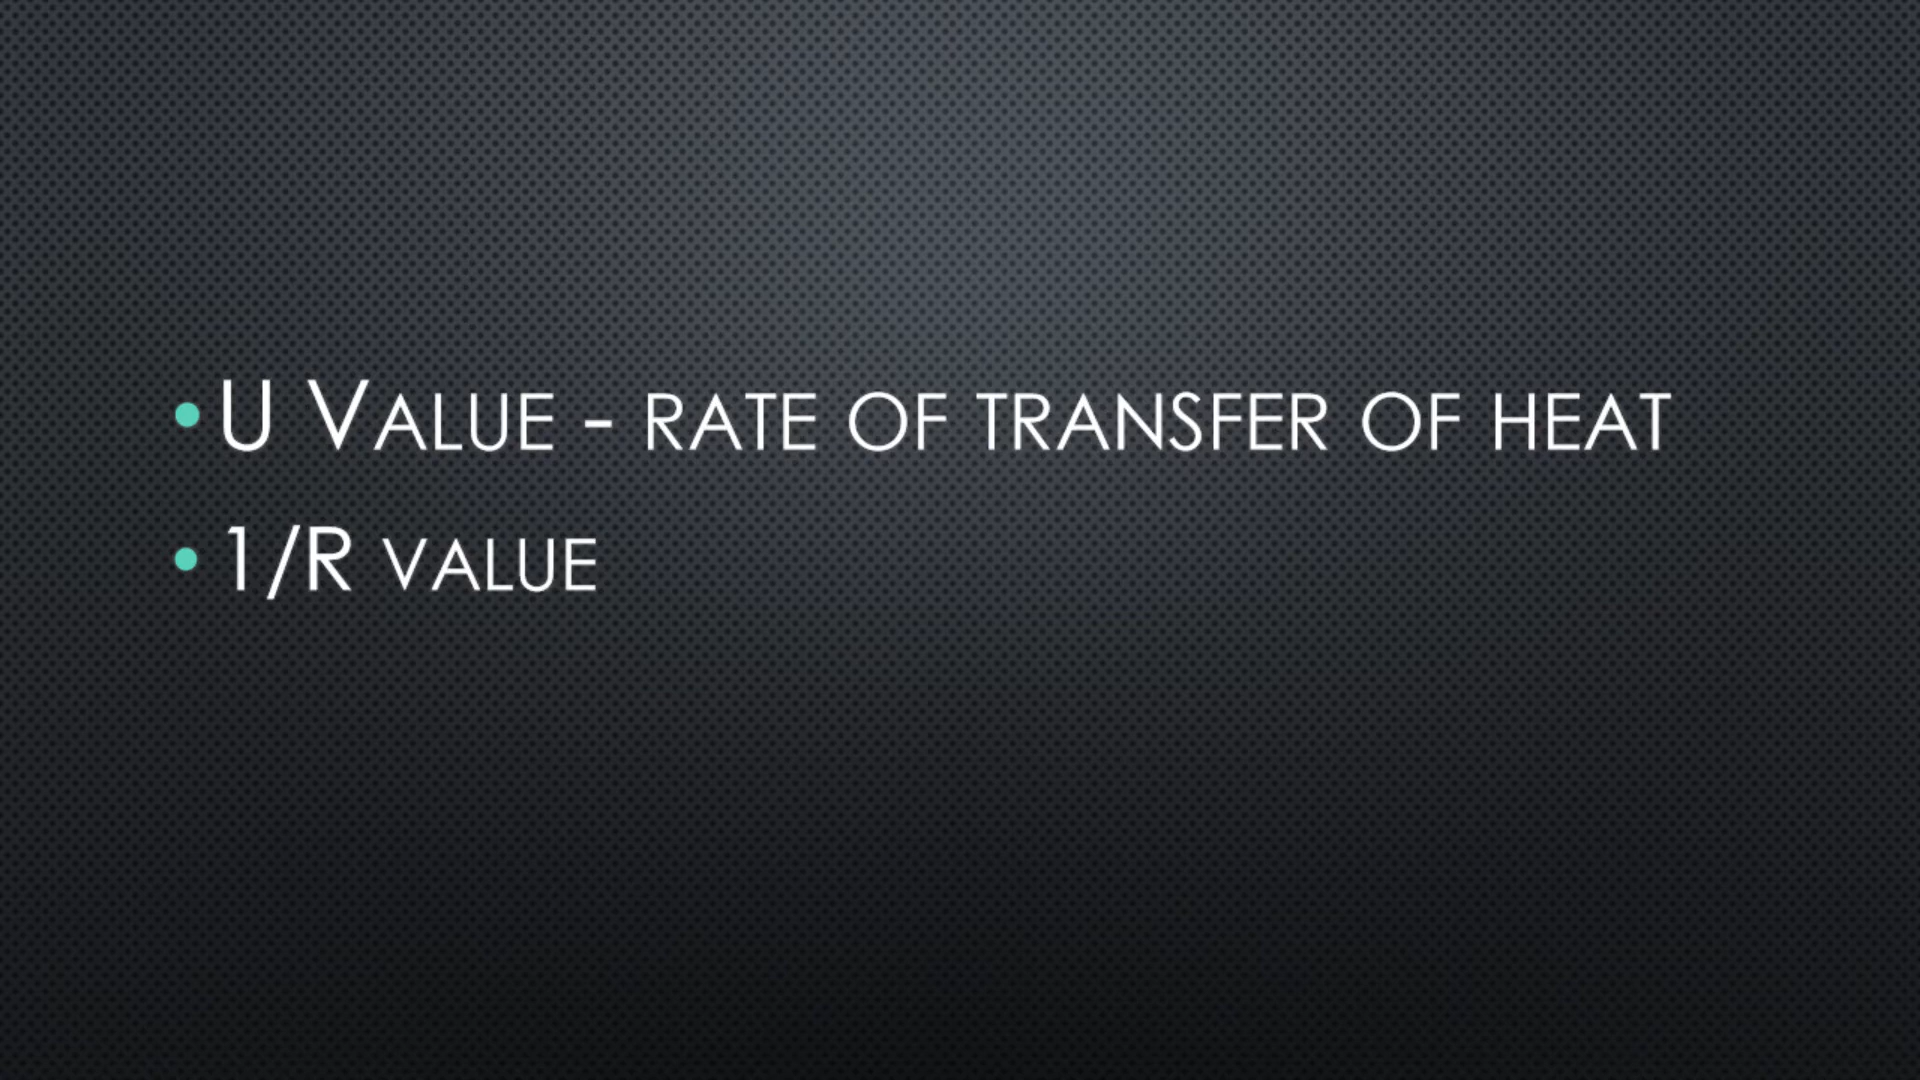 • U Value - rate of transfer of heat
• 1/R value